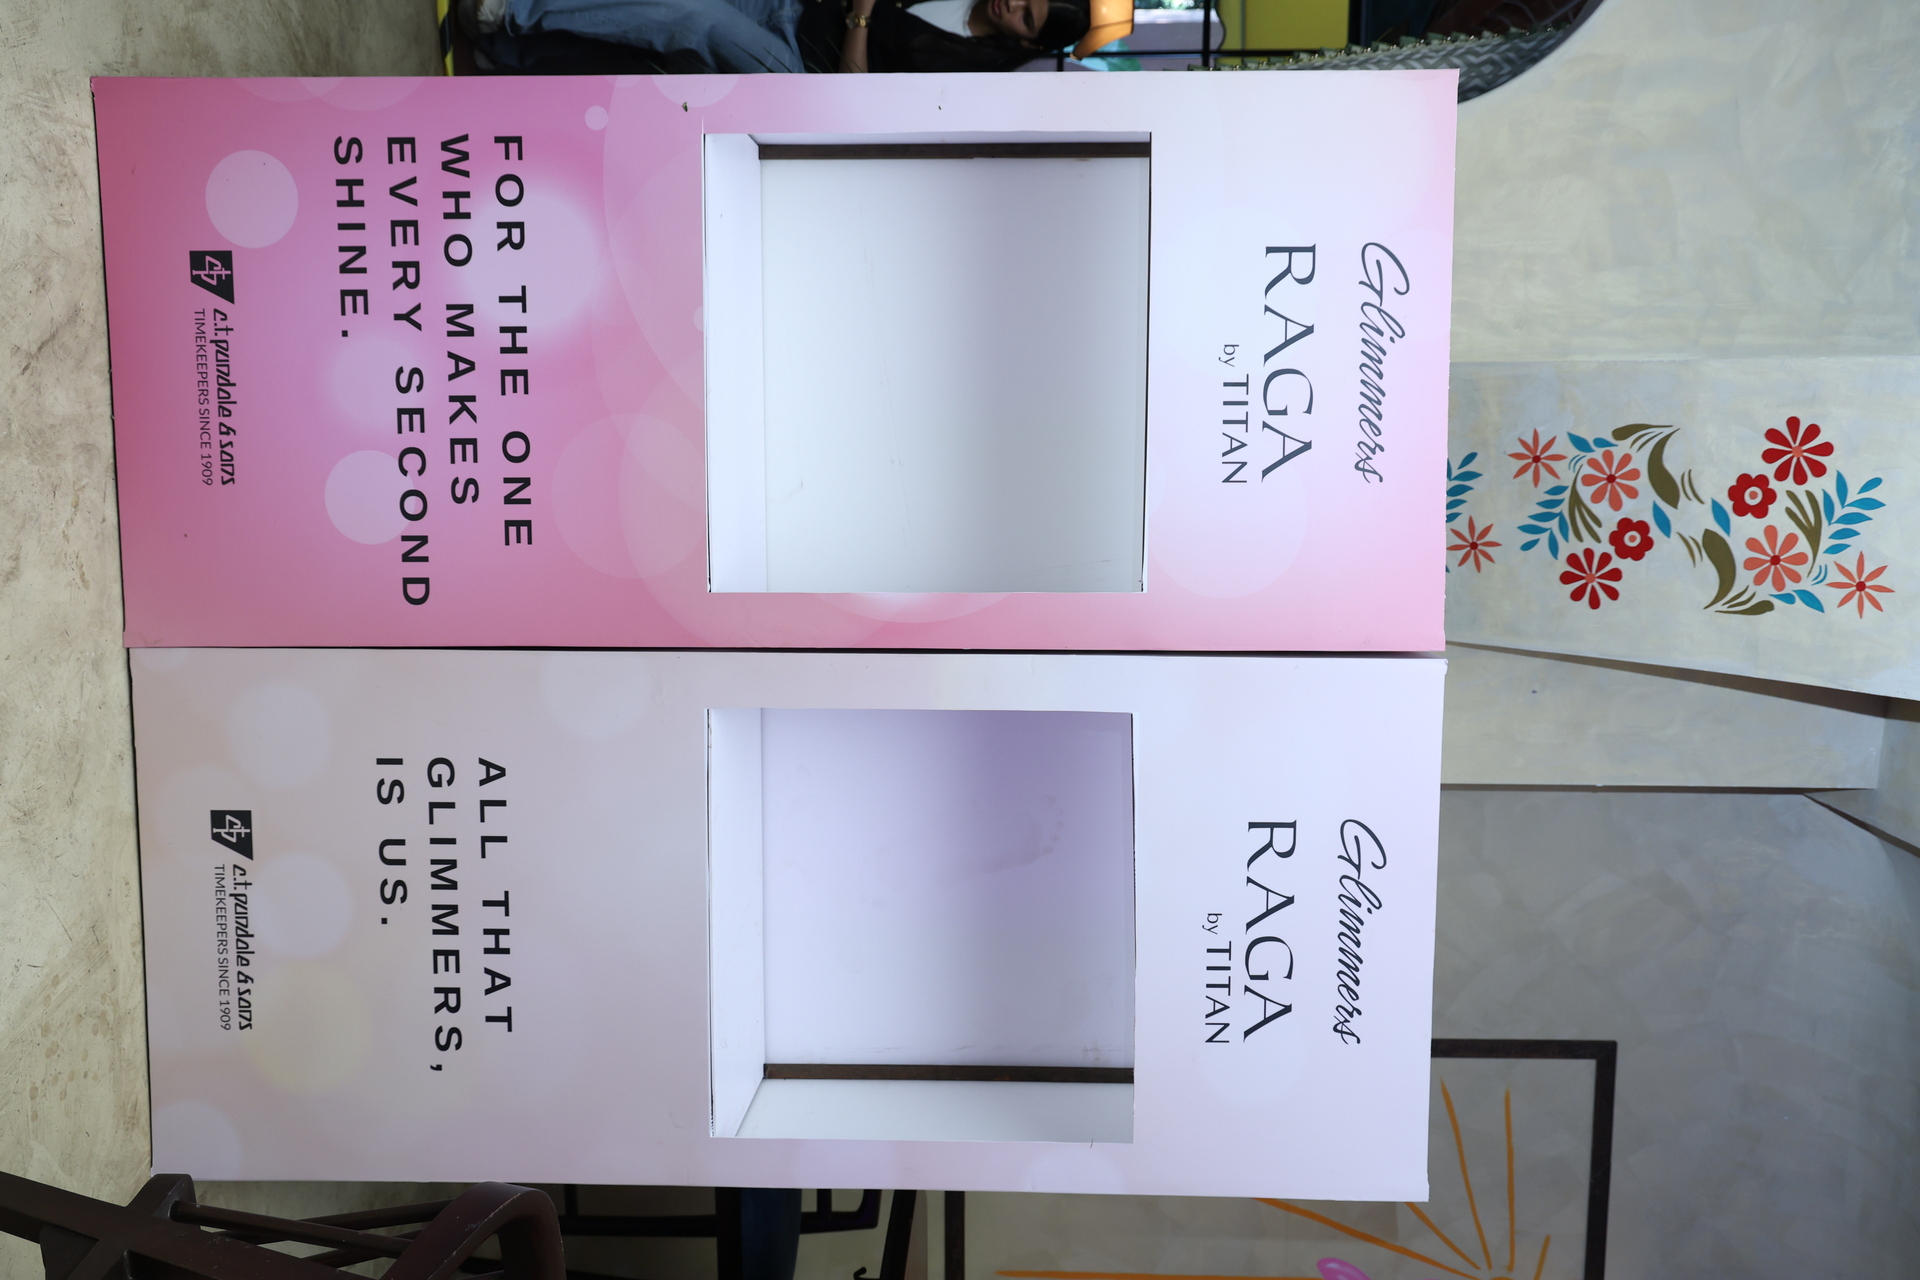 Glimmers
RAGA
by TITAN
FOR THE ONE
WHO MAKES
EVERY SECOND
SHINE.
c.t. pundole & sons
TIMEKEEPERS SINCE 1909
Glimmers
RAGA
by TITAN
ALL THAT
GLIMMERS,
IS US.
c.t. pundole & sons
TIMEKEEPERS SINCE 1909